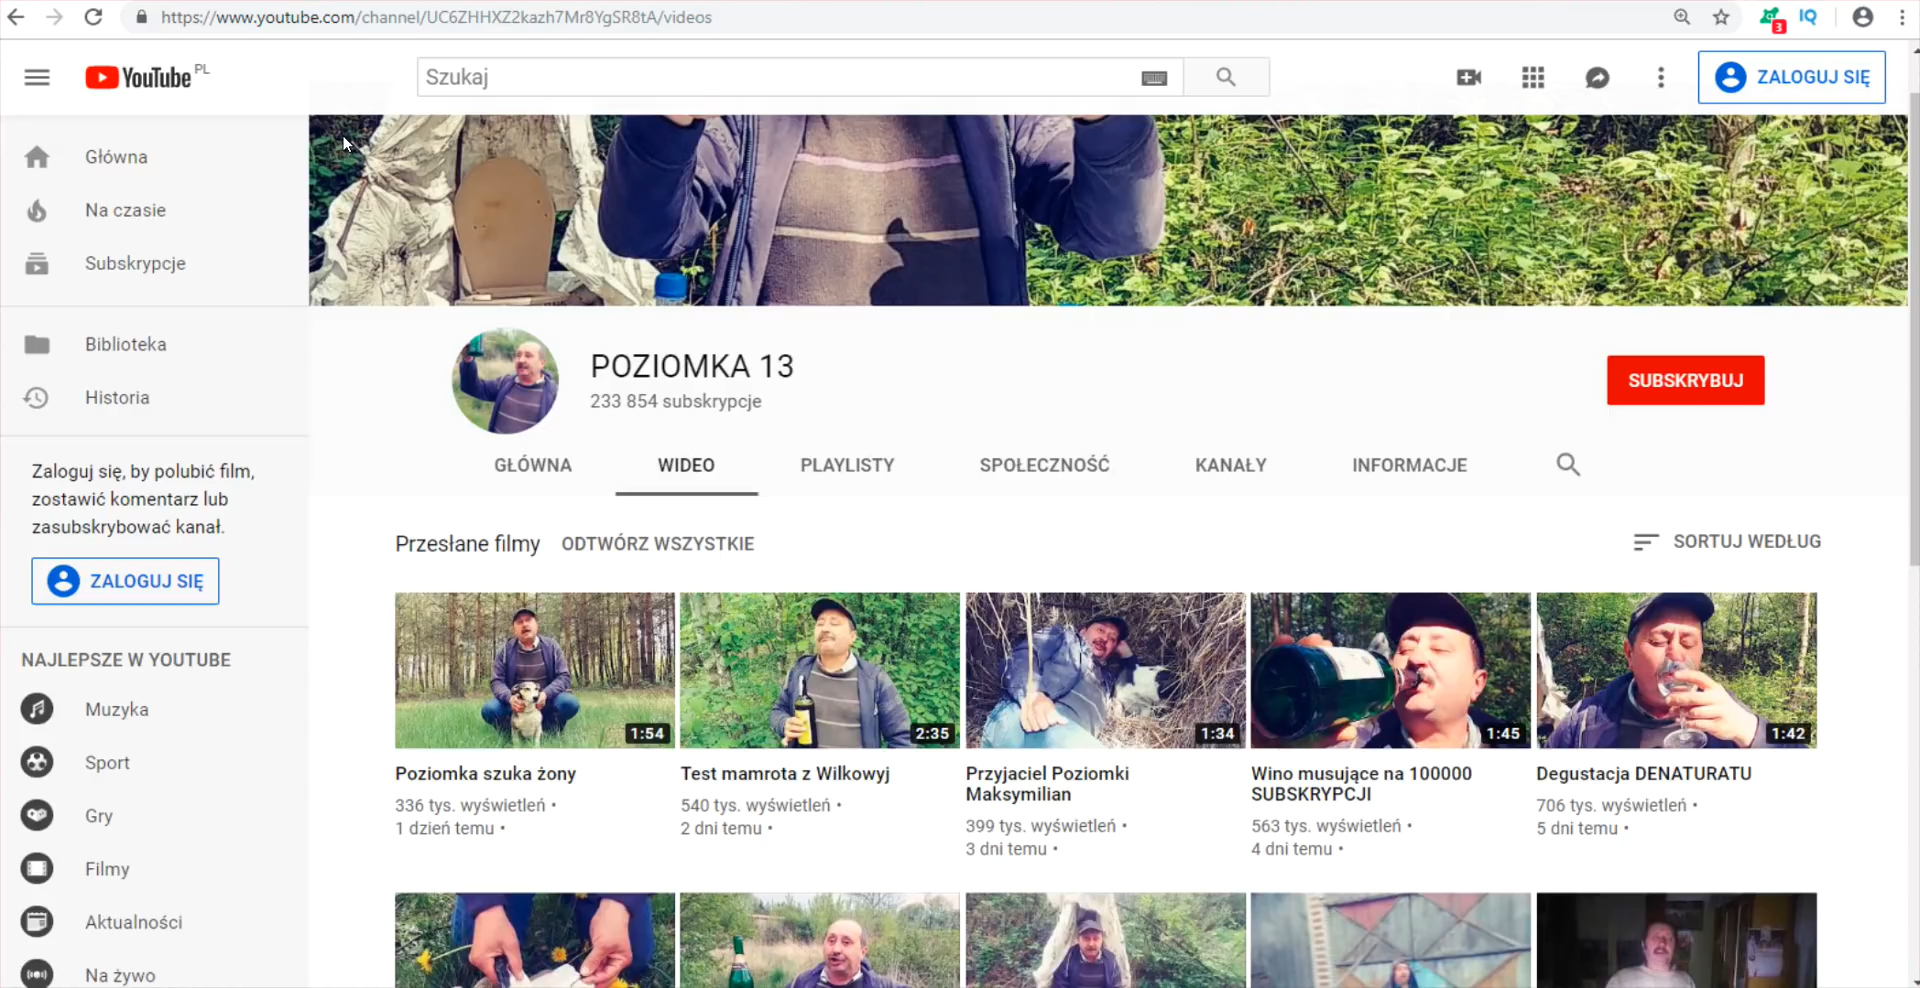 https://www.youtube.com/channel/UC6ZHHXZ2kazh7Mr8YgSR8tA/videos
3
IQ
YouTube PL
Szukaj
ZALOGUJ SIĘ
Główna
Na czasie
Subskrypcje
Biblioteka
Historia
Zaloguj się, by polubić film,
zostawić komentarz lub
zasubskrybować kanał.
ZALOGUJ SIĘ
NAJLEPSZE W YOUTUBE
Muzyka
Sport
Gry
Filmy
Aktualności
Na żywo
POZIOMKA 13
233 854 subskrypcje
SUBSKRYBUJ
GŁÓWNA WIDEO PLAYLISTY SPOŁECZNOŚĆ KANAŁY INFORMACJE
Przesłane filmy ODTWÓRZ WSZYSTKIE SORTUJ WEDŁUG
1:54
Poziomka szuka żony
336 tys. wyświetleń •
1 dzień temu •
2:35
Test mamrota z Wilkowyj
540 tys. wyświetleń •
2 dni temu •
1:34
Przyjaciel Poziomki
Maksymilian
399 tys. wyświetleń •
3 dni temu •
1:45
Wino musujące na 100000
SUBSKRYPCJI
563 tys. wyświetleń •
4 dni temu •
1:42
Degustacja DENATURATU
706 tys. wyświetleń •
5 dni temu •